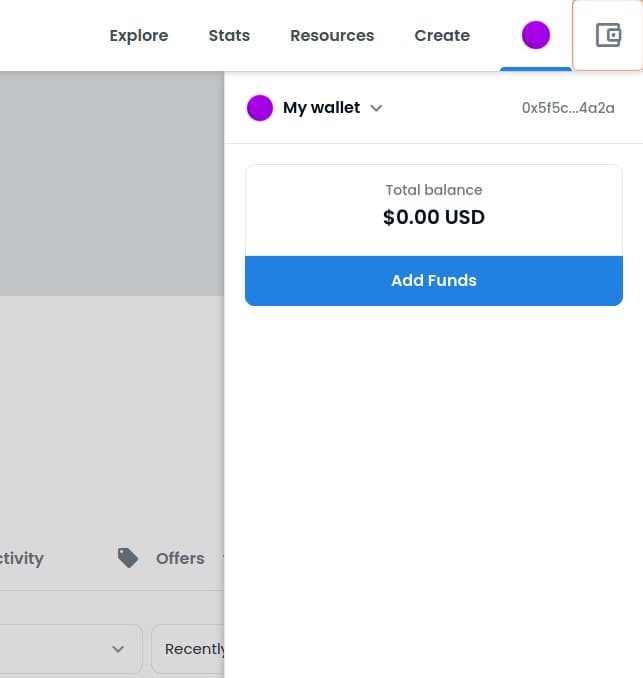 Explore Stats Resources Create
My wallet 0x5f5c...4a2a
Total balance
$0.00 USD
Add Funds
ctivity Offers
Recently